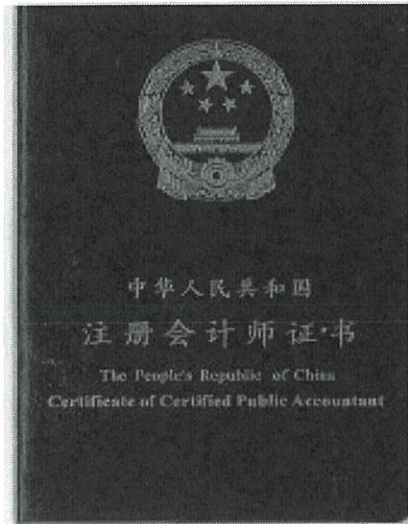 中华人民共和国
注册会计师证书
The People's Republic of China
Certificate of Certified Public Accountant